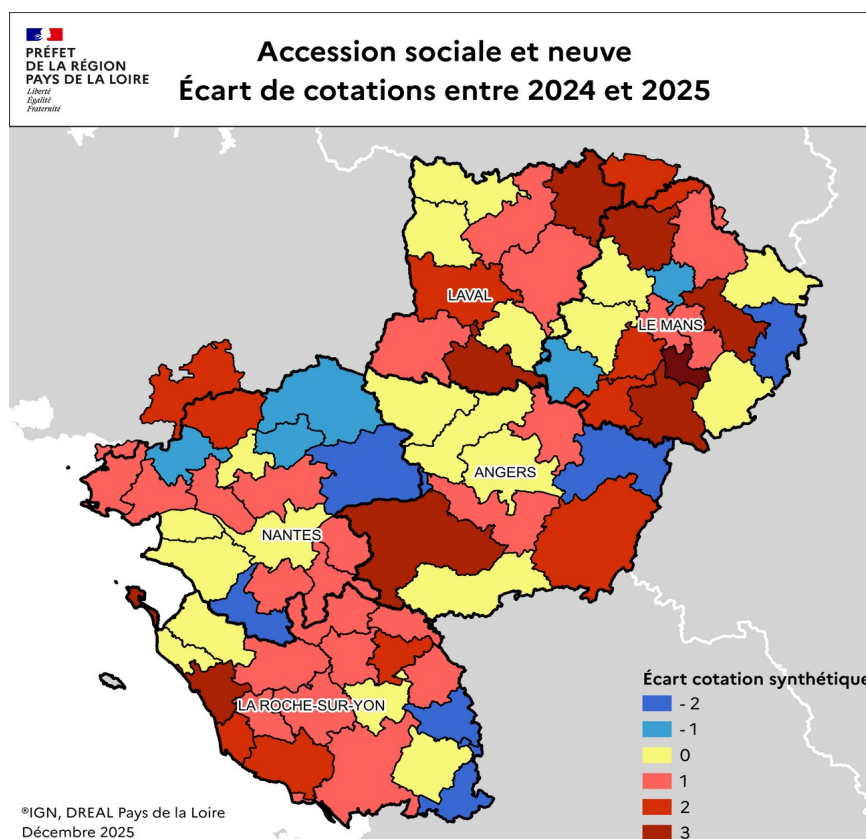 PRÉFET
DE LA RÉGION
PAYS DE LA LOIRE
Liberté
Égalité
Fraternité
Accession sociale et neuve
Écart de cotations entre 2024 et 2025
LAVAL
LE MANS
ANGERS
NANTES
LA ROCHE-SUR-YON
Écart cotation synthétique
- 2
- 1
0
1
2
3
©IGN, DREAL Pays de la Loire
Décembre 2025